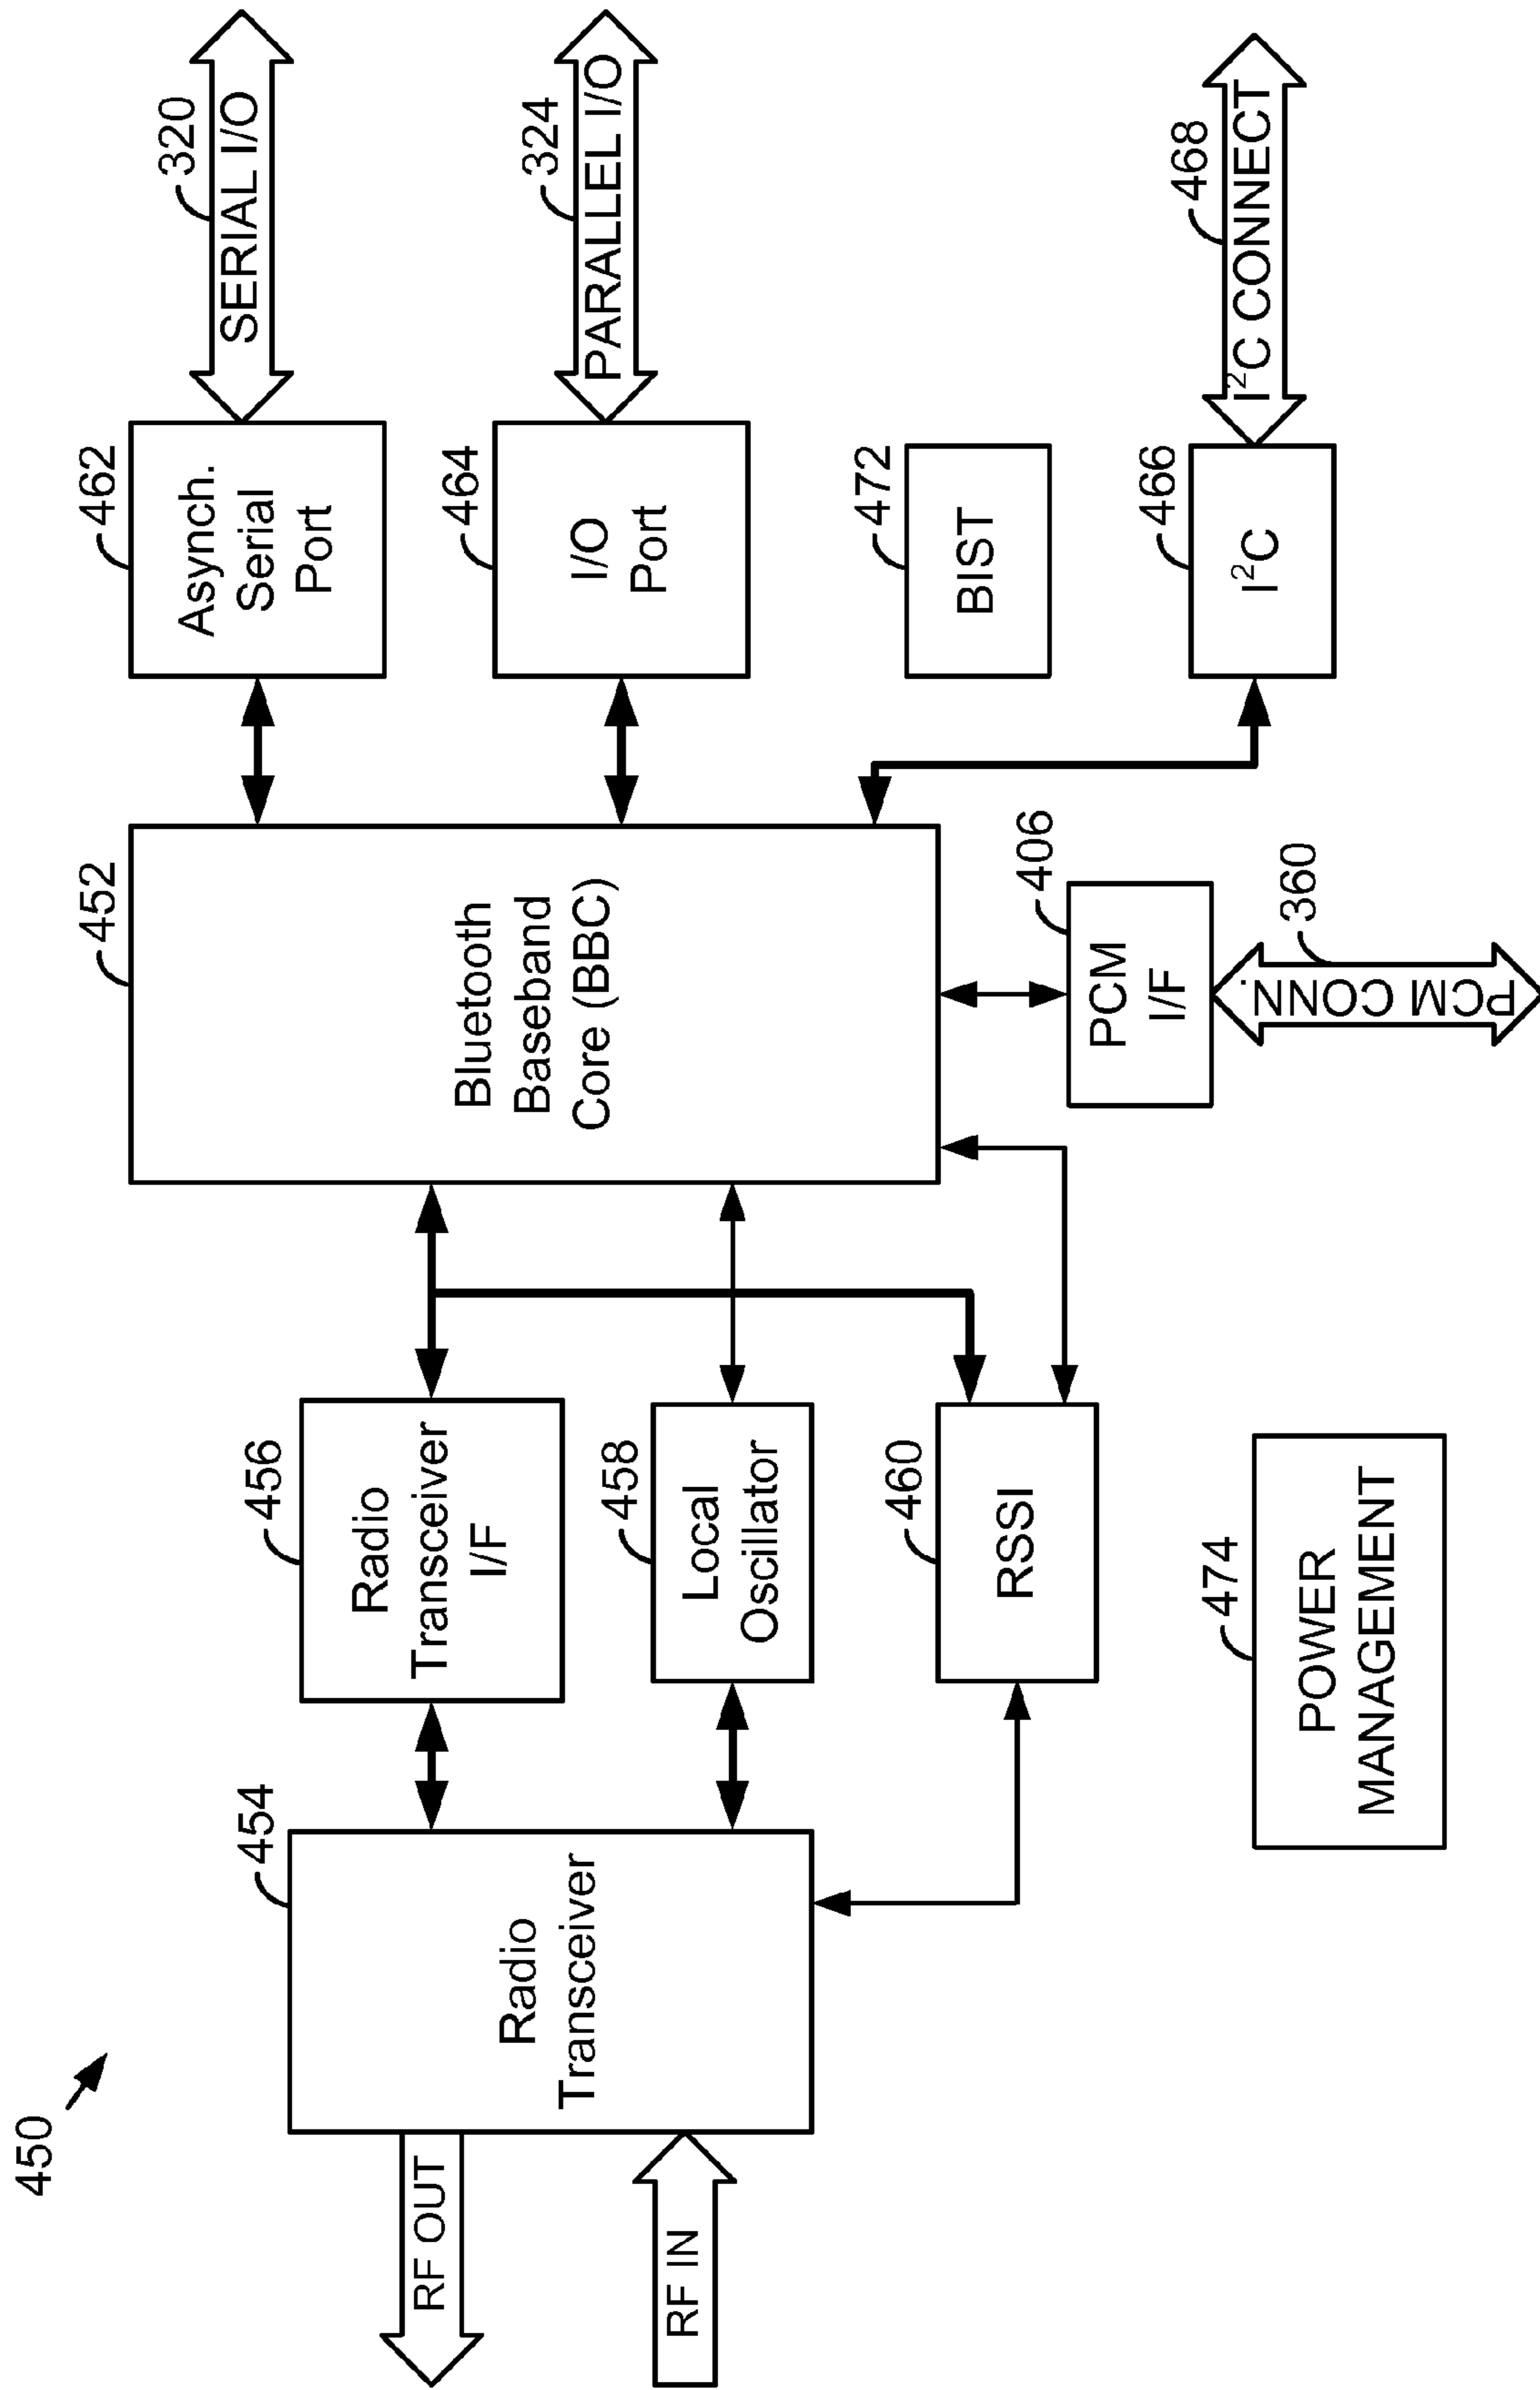 450
454
Radio
Transceiver
RF OUT
RF IN
456
Radio
Transceiver
I/F
458
Local
Oscillator
460
RSSI
474
POWER
MANAGEMENT
452
Bluetooth
Baseband
Core (BBC)
406
PCM
I/F
360
PCM CONN.
462
Asynch.
Serial
Port
320
SERIAL I/O
464
I/O
Port
324
PARALLEL I/O
472
BIST
466
I²C
468
I²C CONNECT